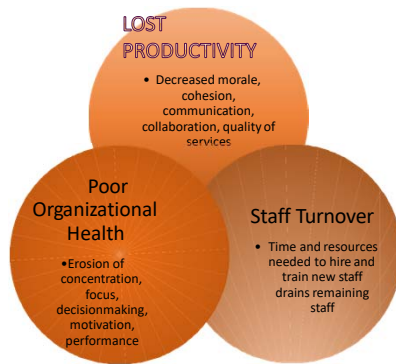 LOST
PRODUCTIVITY
• Decreased morale,
cohesion,
communication,
collaboration, quality of
services
Poor
Organizational
Health
•Erosion of
concentration,
focus,
decisionmaking,
motivation,
performance
Staff Turnover
• Time and resources
needed to hire and
train new staff
drains remaining
staff